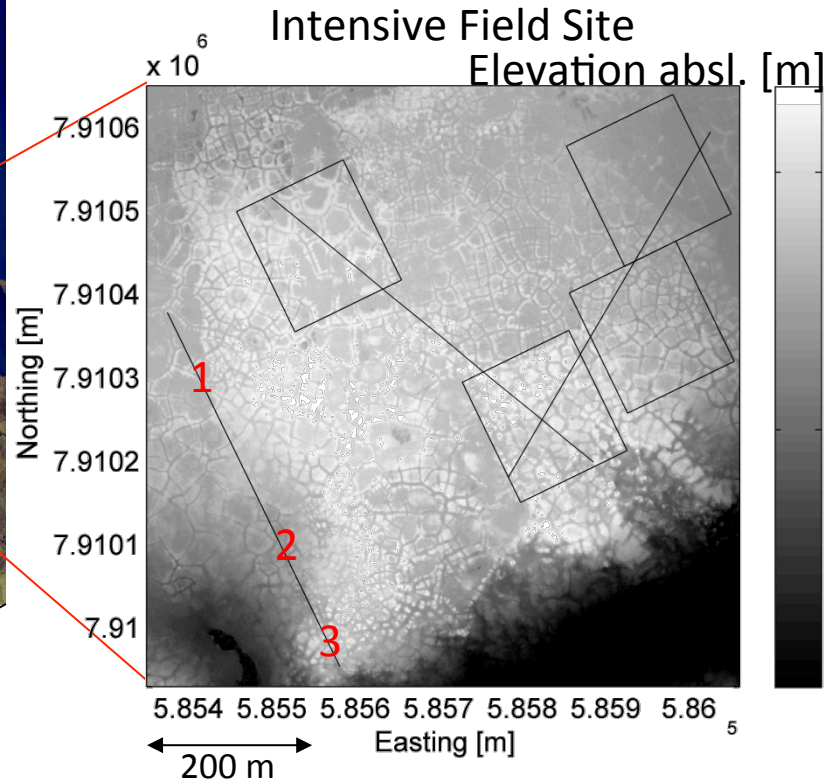 Intensive Field Site
Elevation absl. [m]
x 10
6
7.9106
7.9105
7.9104
7.9103
7.9102
7.9101
7.91
Northing [m]
1
2
3
5.854 5.855 5.856 5.857 5.858 5.859 5.86
5
Easting [m]
200 m